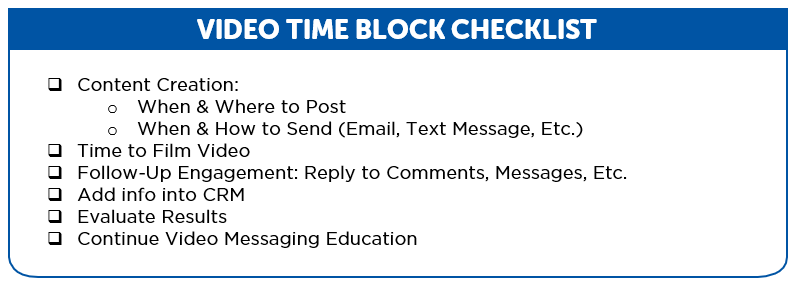 VIDEO TIME BLOCK CHECKLIST
❑ Content Creation:
o When & Where to Post
o When & How to Send (Email, Text Message, Etc.)
❑ Time to Film Video
❑ Follow-Up Engagement: Reply to Comments, Messages, Etc.
❑ Add info into CRM
❑ Evaluate Results
❑ Continue Video Messaging Education